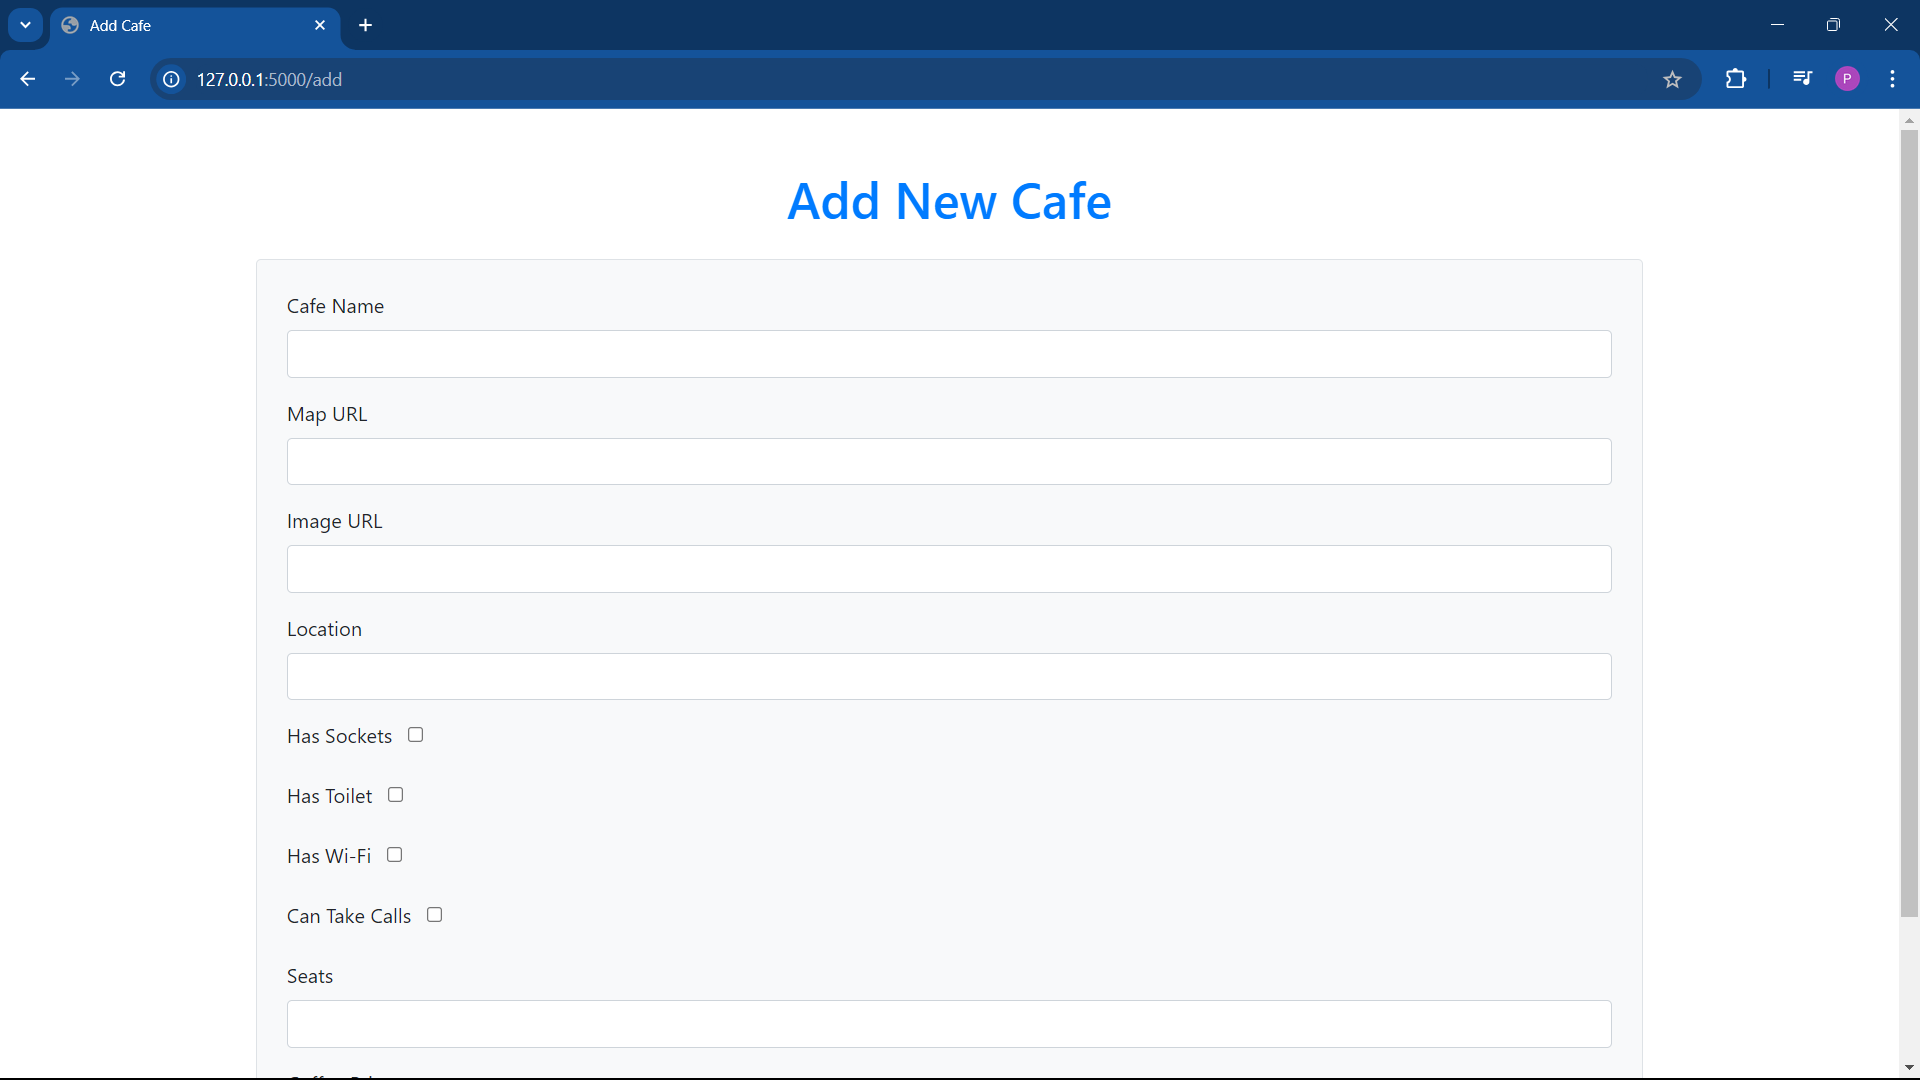 Add Cafe
127.0.0.1:5000/add
P
Add New Cafe
Cafe Name
Map URL
Image URL
Location
Has Sockets
Has Toilet
Has Wi-Fi
Can Take Calls
Seats